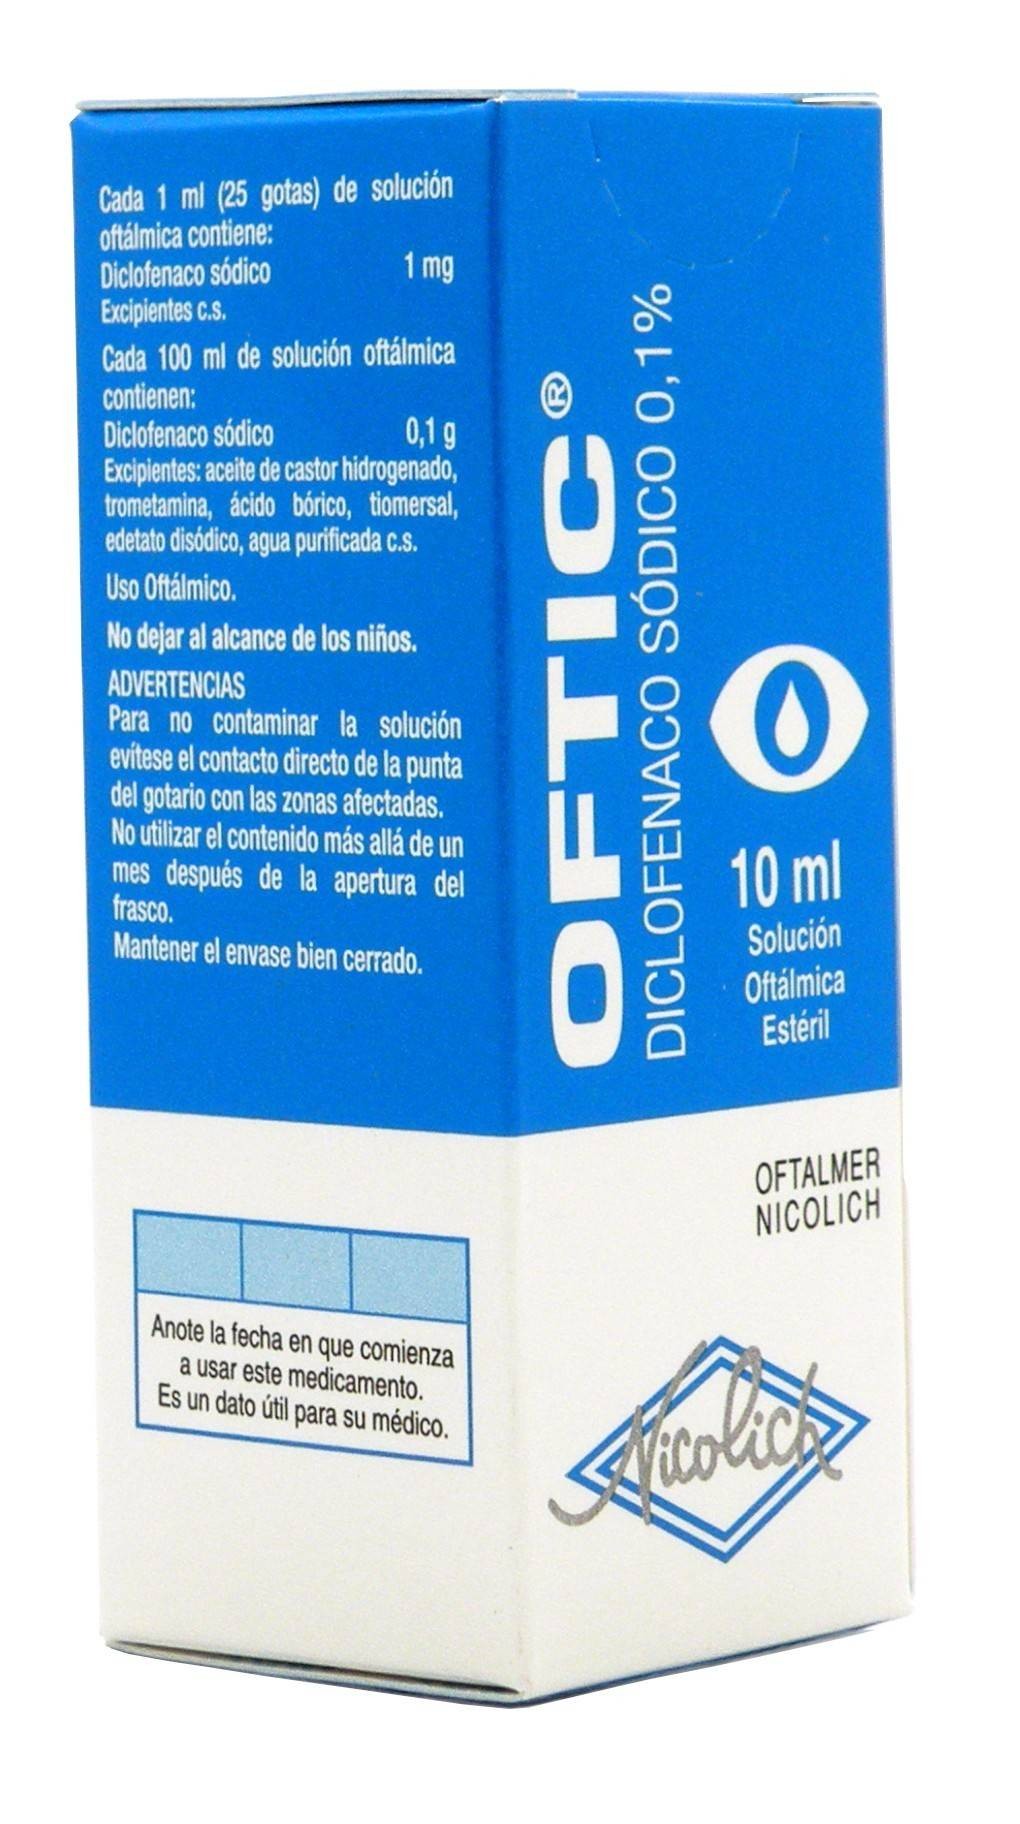 Cada 1 ml (25 gotas) de solución
oftálmica contiene:
Diclofenaco sódico 1 mg
Excipientes c.s.
Cada 100 ml de solución oftálmica
contienen:
Diclofenaco sódico 0,1 g
Excipientes: aceite de castor hidrogenado,
trometamina, ácido bórico, tiomersal,
edetato disódico, agua purificada c.s.
Uso Oftálmico.
No dejar al alcance de los niños.
ADVERTENCIAS
Para no contaminar la solución
evítese el contacto directo de la punta
del gotario con las zonas afectadas.
No utilizar el contenido más allá de un
mes después de la apertura del
frasco.
Mantener el envase bien cerrado.
Anote la fecha en que comienza
a usar este medicamento.
Es un dato útil para su médico.
OFTIC®
DICLOFENACO SÓDICO 0,1%
10 ml
Solución
Oftálmica
Estéril
OFTALMER
NICOLICH
Nicolich